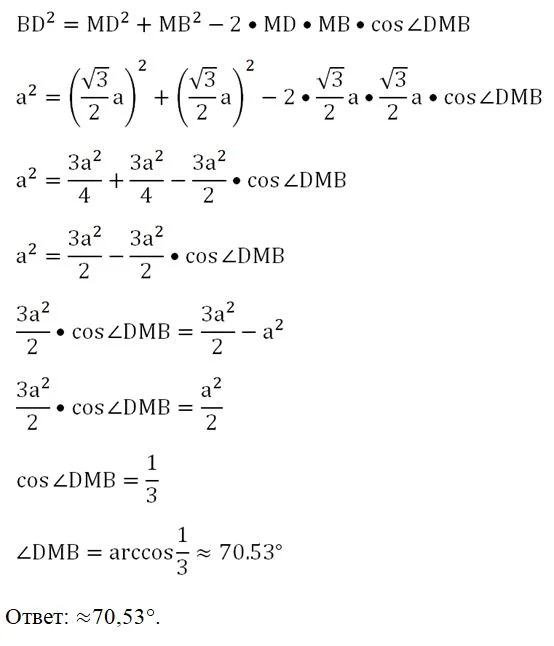 BD² = MD² + MB² − 2 • MD • MB • cos∠DMB
a² = (√3/2 a)² + (√3/2 a)² − 2 • √3/2 a • √3/2 a • cos∠DMB
a² = 3a²/4 + 3a²/4 − 3a²/2 • cos∠DMB
a² = 3a²/2 − 3a²/2 • cos∠DMB
3a²/2 • cos∠DMB = 3a²/2 − a²
3a²/2 • cos∠DMB = a²/2
cos∠DMB = 1/3
∠DMB = arccos 1/3 ≈ 70.53°
Ответ: ≈70,53°.